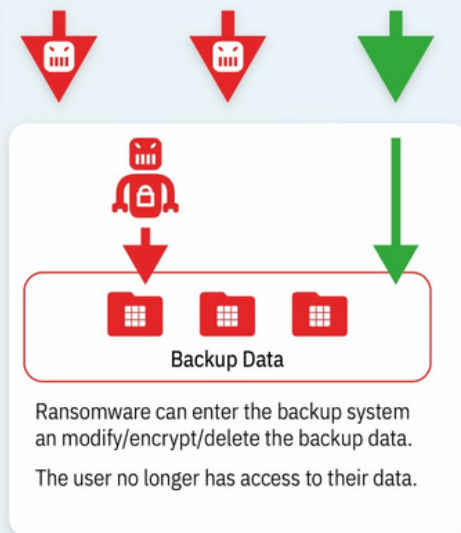 Backup Data
Ransomware can enter the backup system
an modify/encrypt/delete the backup data.
The user no longer has access to their data.